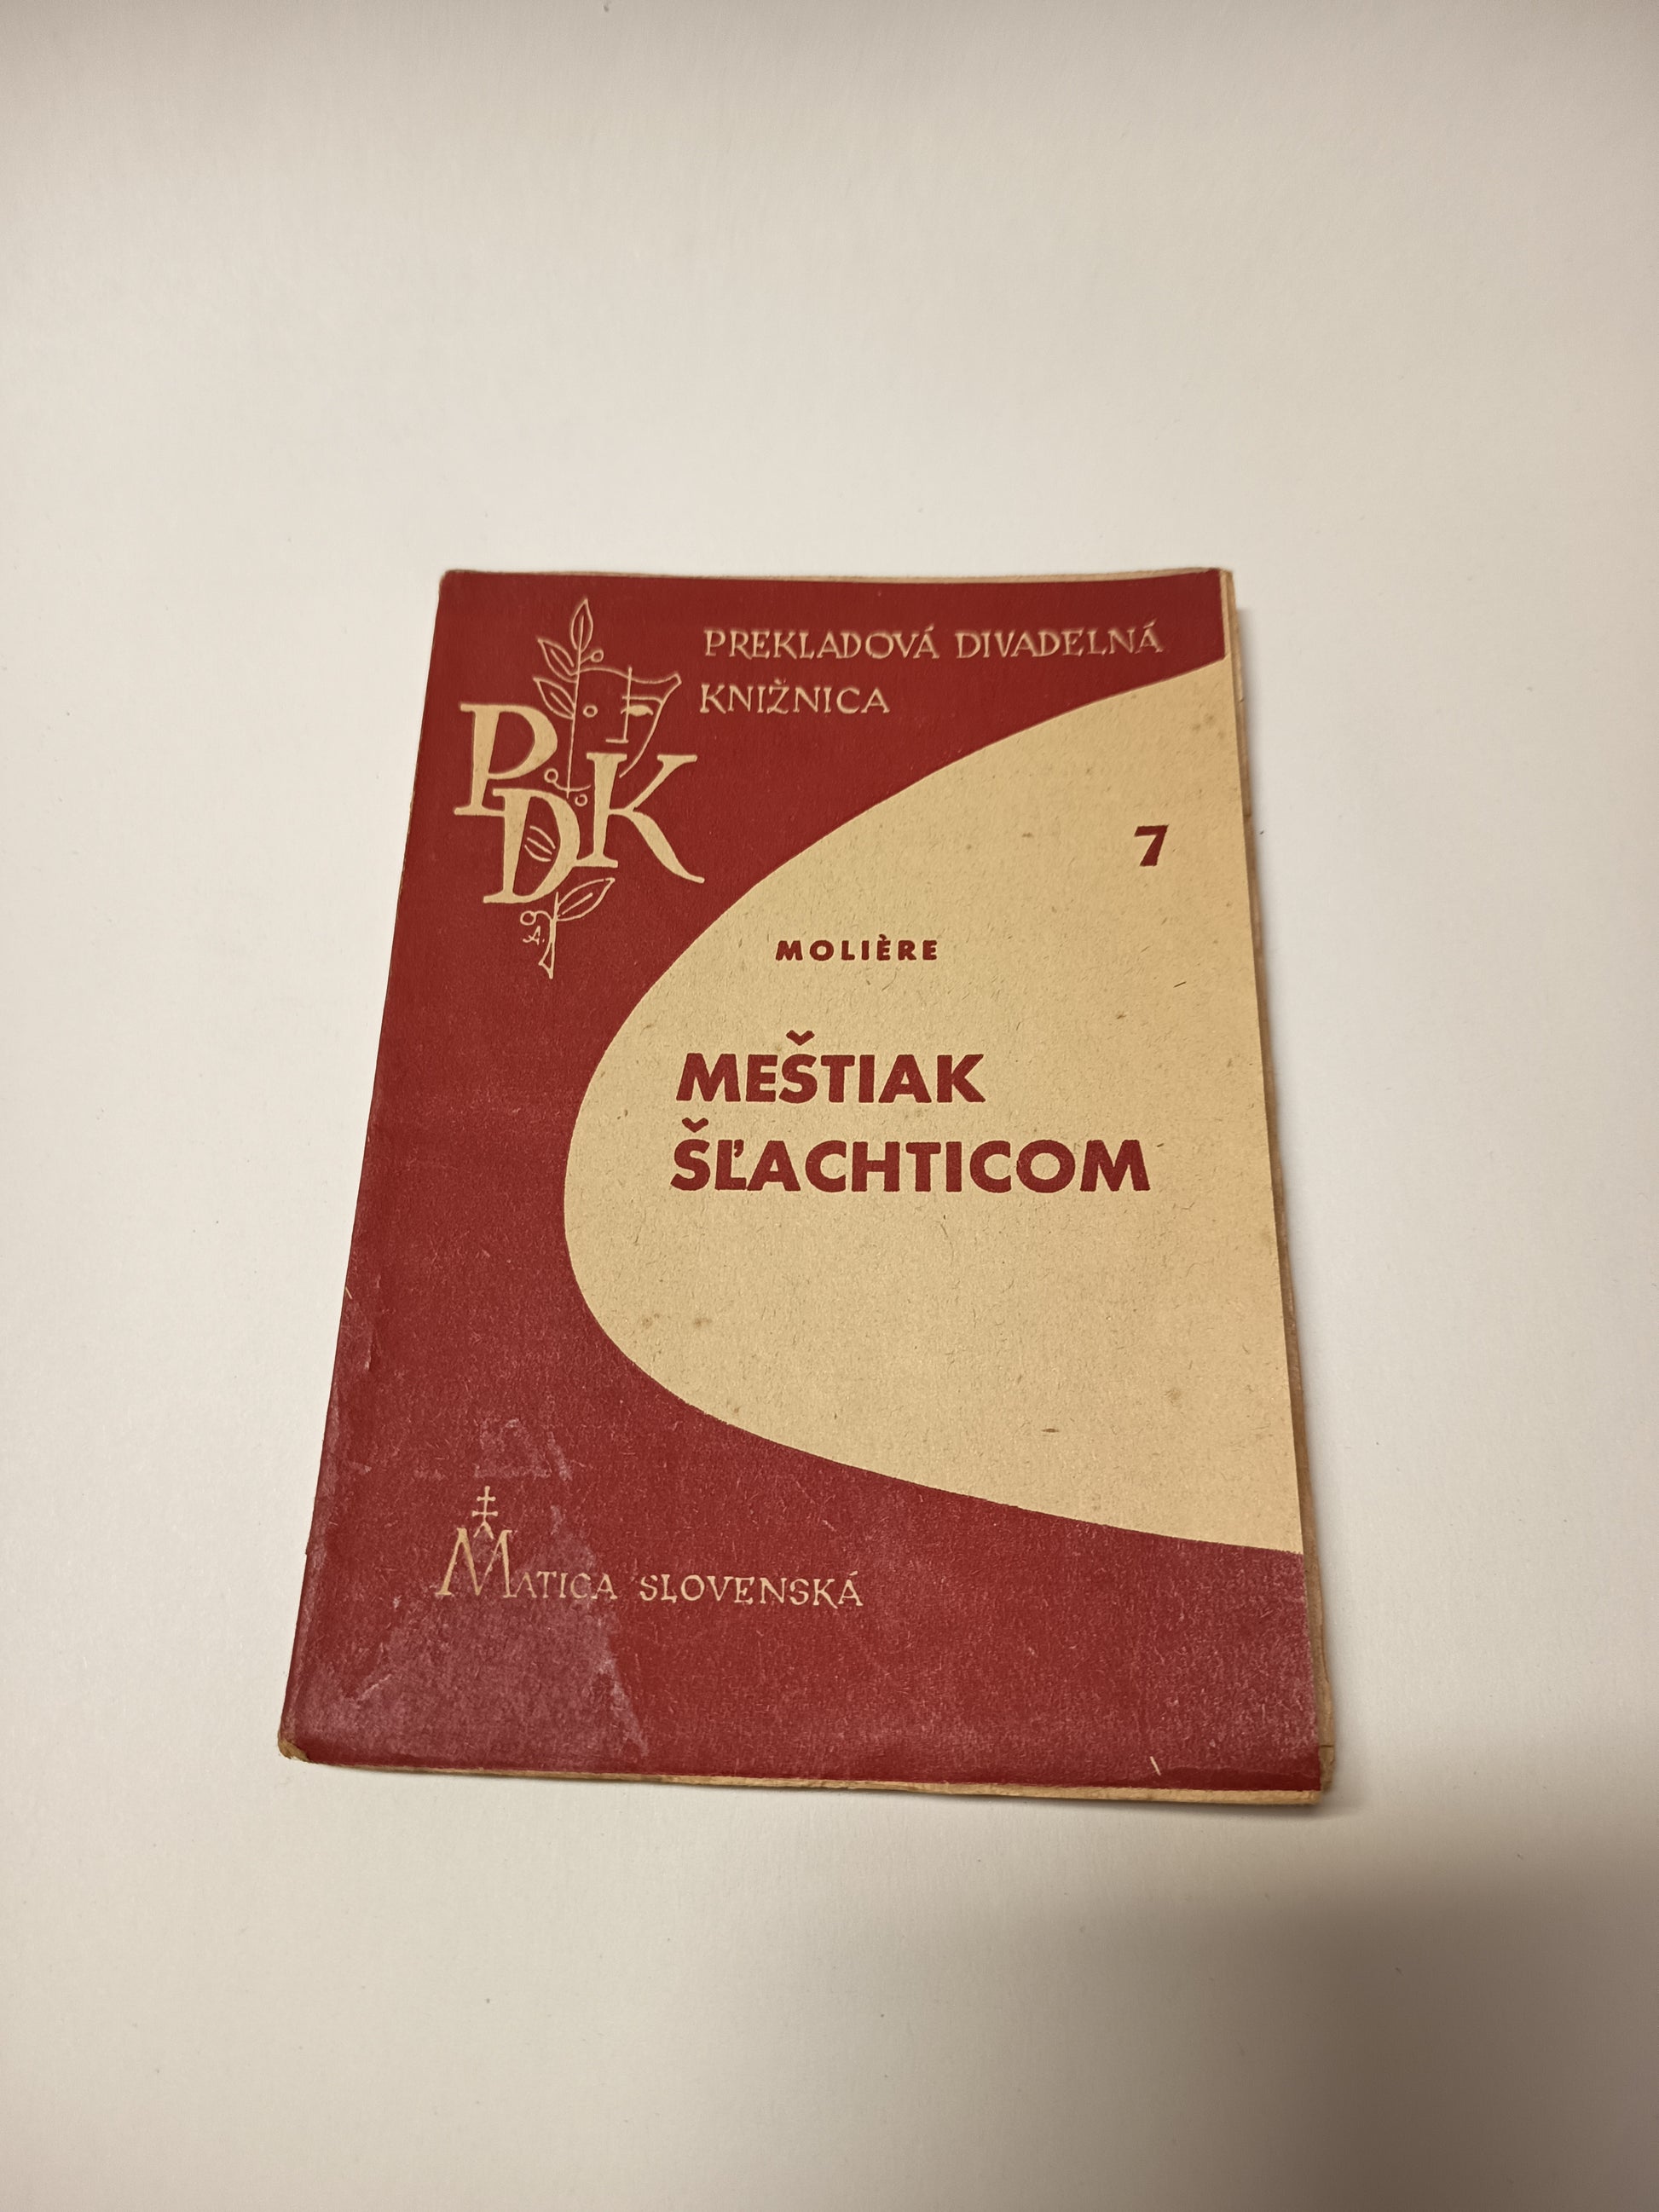 PREKLADOVÁ DIVADELNÁ
KNIŽNICA
PDK
A.
7
MOLIÈRE
MEŠTIAK
ŠĽACHTICOM
MATICA SLOVENSKÁ